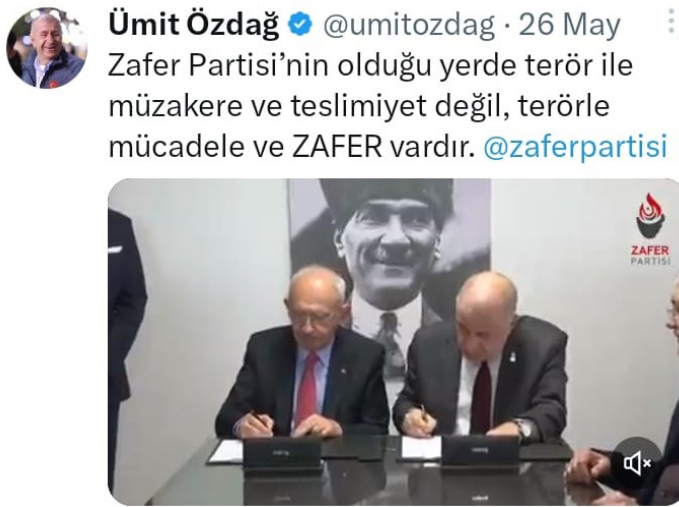 Ümit Özdağ @umitozdag · 26 May
Zafer Partisi’nin olduğu yerde terör ile
müzakere ve teslimiyet değil, terörle
mücadele ve ZAFER vardır. @zaferpartisi
ZAFER
PARTİSİ